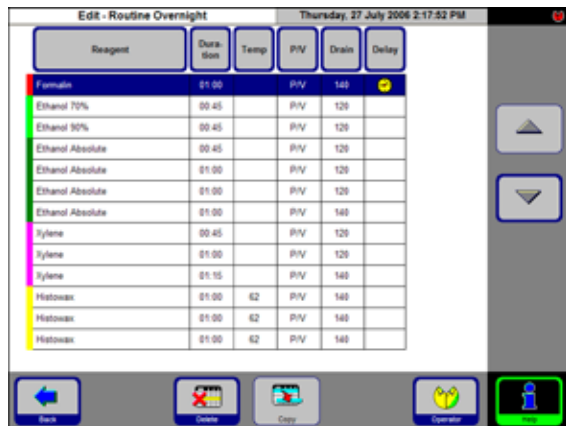 Edit - Routine Overnight Thursday, 27 July 2006 2:17:52 PM
Reagent Dura- tion Temp P/V Drain Delay
Formalin 01:00 P/V 140
Ethanol 70% 00:45 P/V 120
Ethanol 90% 00:45 P/V 120
Ethanol Absolute 00:45 P/V 120
Ethanol Absolute 01:00 P/V 120
Ethanol Absolute 01:00 P/V 120
Ethanol Absolute 01:00 P/V 140
Xylene 00:45 P/V 120
Xylene 01:00 P/V 120
Xylene 01:15 P/V 140
Histowax 01:00 62 P/V 140
Histowax 01:00 62 P/V 140
Histowax 01:00 62 P/V 140
Back Delete Copy Operator Help